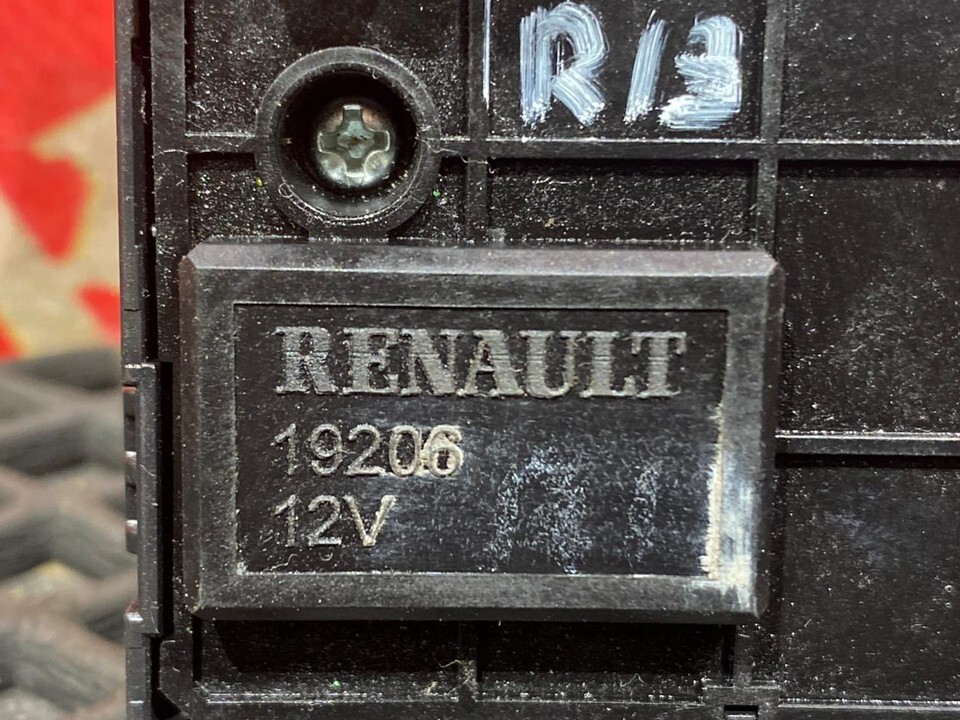 R13
RENAULT
19206
12V